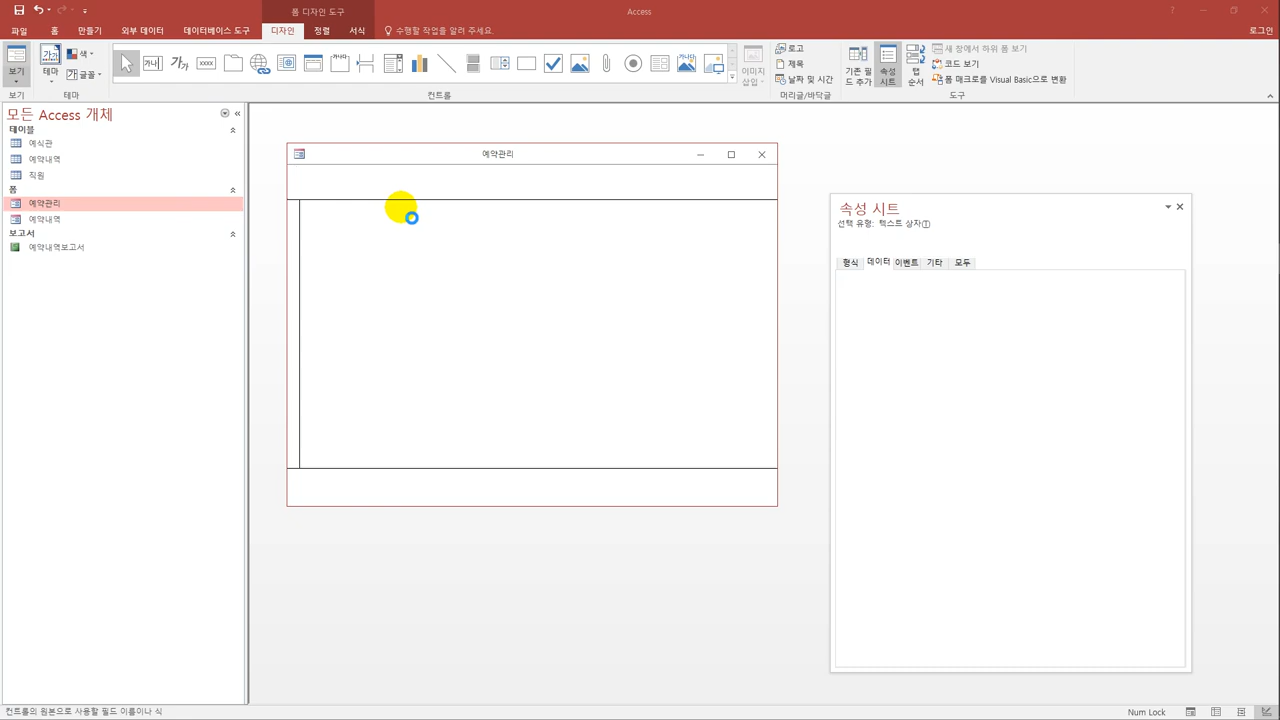 폼 디자인 도구
Access
파일
홈
만들기
외부 데이터
데이터베이스 도구
디자인
정렬
서식
수행할 작업을 알려 주세요.
로그인
보기
테마
색
글꼴
가나
가가
XXXX
이미지 삽입
로고
제목
날짜 및 시간
기존 필드 추가
속성 시트
탭 순서
새 창에서 하위 폼 보기
코드 보기
폼 매크로를 Visual Basic으로 변환
보기
테마
컨트롤
머리글/바닥글
도구
모든 Access 개체
테이블
예식관
예약내역
직원
폼
예약관리
예약내역
보고서
예약내역보고서
예약관리
속성 시트
선택 유형: 텍스트 상자(T)
형식
데이터
이벤트
기타
모두
컨트롤의 원본으로 사용할 필드 이름이나 식
Num Lock